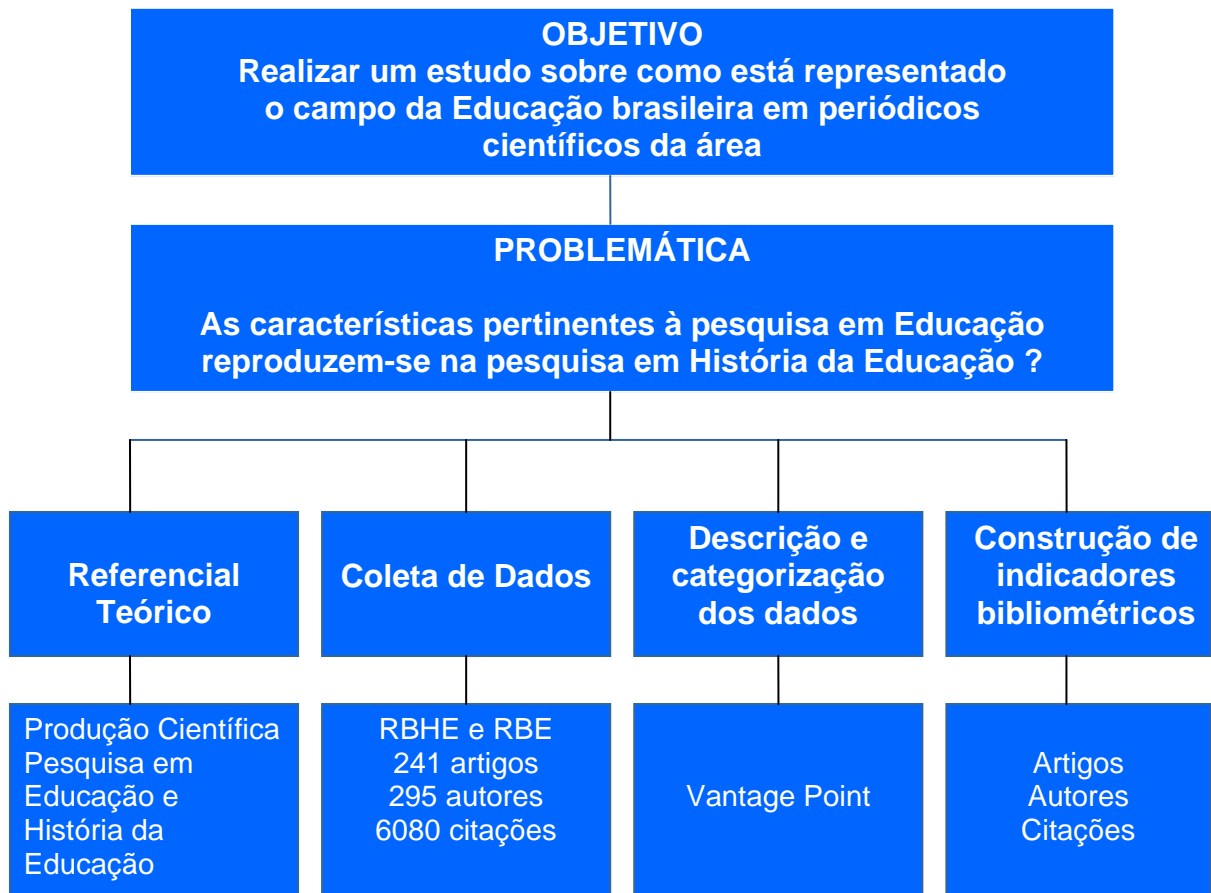 OBJETIVO
Realizar um estudo sobre como está representado
o campo da Educação brasileira em periódicos
científicos da área
PROBLEMÁTICA
As características pertinentes à pesquisa em Educação
reproduzem-se na pesquisa em História da Educação ?
Referencial
Teórico
Coleta de Dados
Descrição e
categorização
dos dados
Construção de
indicadores
bibliométricos
Produção Científica
Pesquisa em
Educação e
História da
Educação
RBHE e RBE
241 artigos
295 autores
6080 citações
Vantage Point
Artigos
Autores
Citações